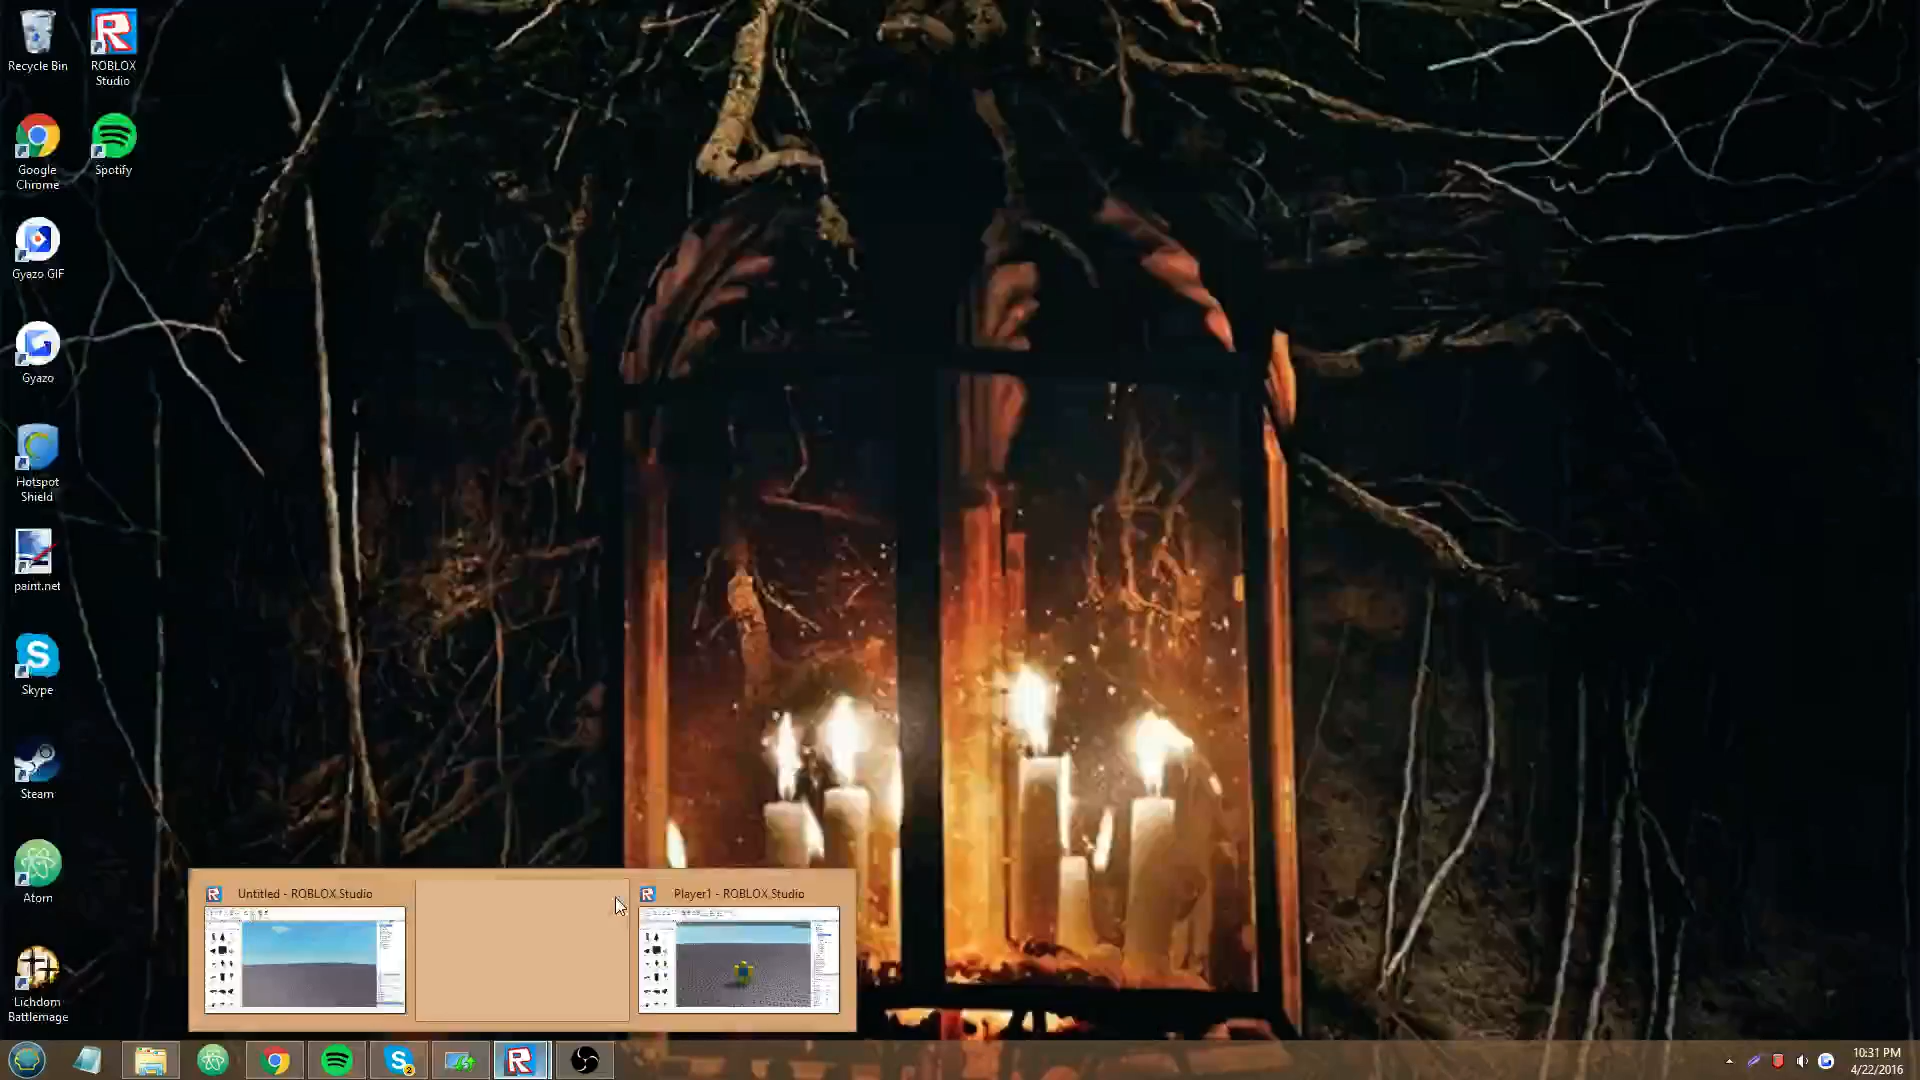 Recycle Bin
ROBLOX
Studio
Google
Chrome
Spotify
Gyazo GIF
Gyazo
Hotspot
Shield
paint.net
Skype
Steam
Atom
Lichdom
Battlemage
Untitled - ROBLOX Studio
Player1 - ROBLOX Studio
10:31 PM
4/22/2016